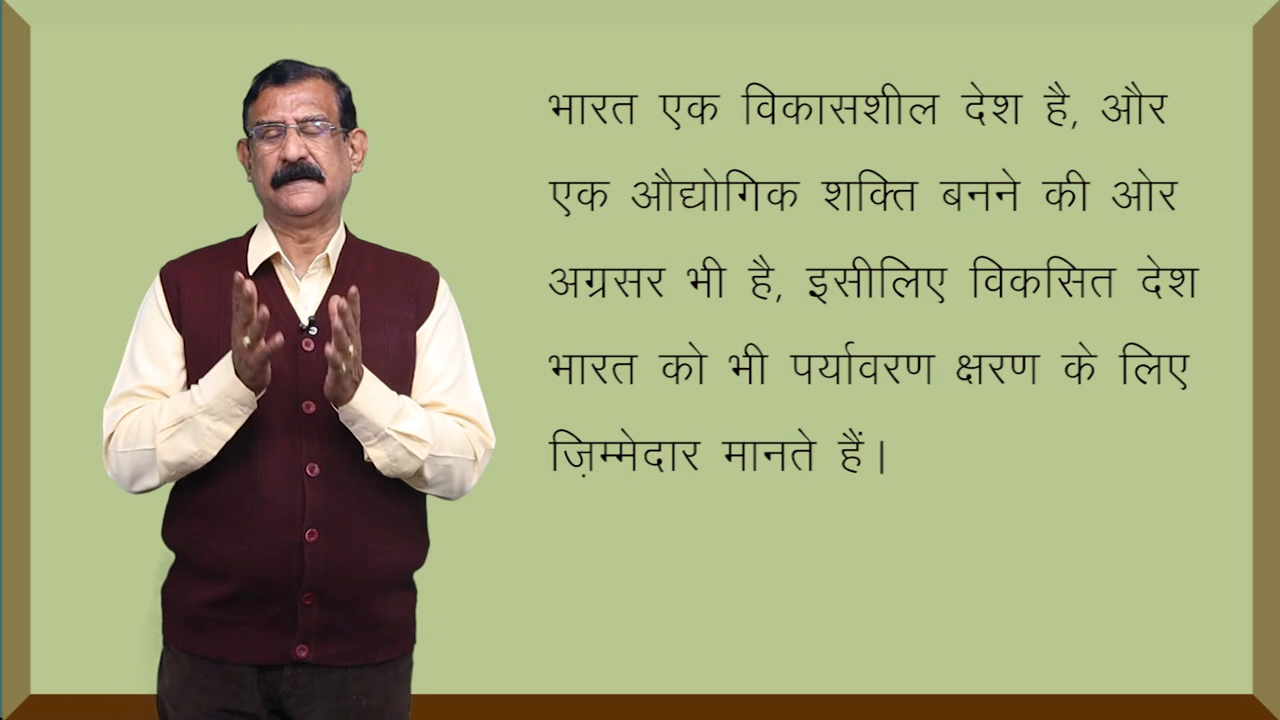 भारत एक विकासशील देश है, और
एक औद्योगिक शक्ति बनने की ओर
अग्रसर भी है, इसीलिए विकसित देश
भारत को भी पर्यावरण क्षरण के लिए
ज़िम्मेदार मानते हैं।